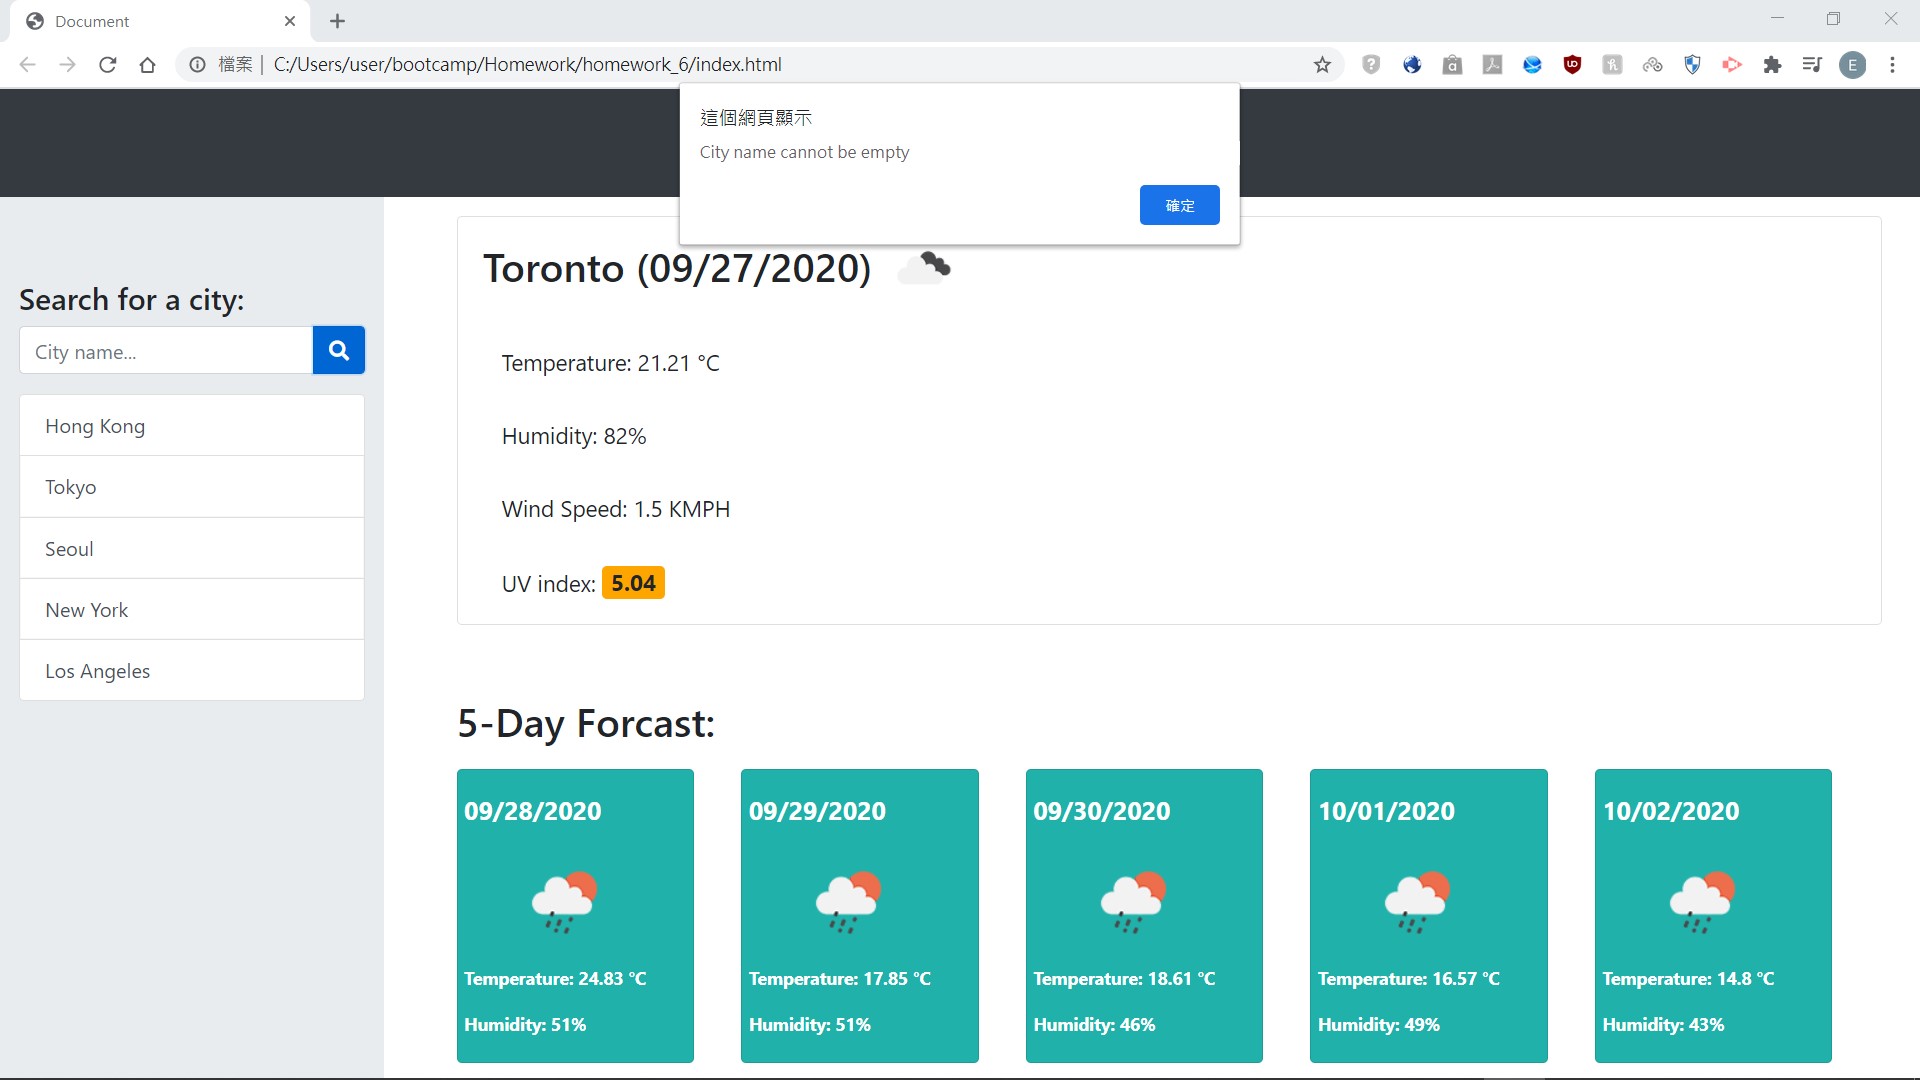 Document
檔案 | C:/Users/user/bootcamp/Homework/homework_6/index.html
E
這個網頁顯示
City name cannot be empty
確定
Search for a city:
City name...
Hong Kong
Tokyo
Seoul
New York
Los Angeles
Toronto (09/27/2020)
Temperature: 21.21 °C
Humidity: 82%
Wind Speed: 1.5 KMPH
UV index: 5.04
5-Day Forcast:
09/28/2020
Temperature: 24.83 °C
Humidity: 51%
09/29/2020
Temperature: 17.85 °C
Humidity: 51%
09/30/2020
Temperature: 18.61 °C
Humidity: 46%
10/01/2020
Temperature: 16.57 °C
Humidity: 49%
10/02/2020
Temperature: 14.8 °C
Humidity: 43%